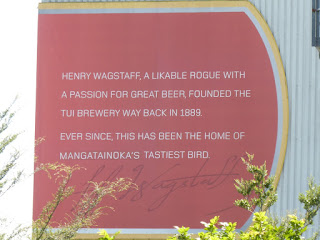 HENRY WAGSTAFF, A LIKABLE ROGUE WITH
A PASSION FOR GREAT BEER, FOUNDED THE
TUI BREWERY WAY BACK IN 1889.
EVER SINCE, THIS HAS BEEN THE HOME OF
MANGATAINOKA'S TASTIEST BIRD.
H Wagstaff